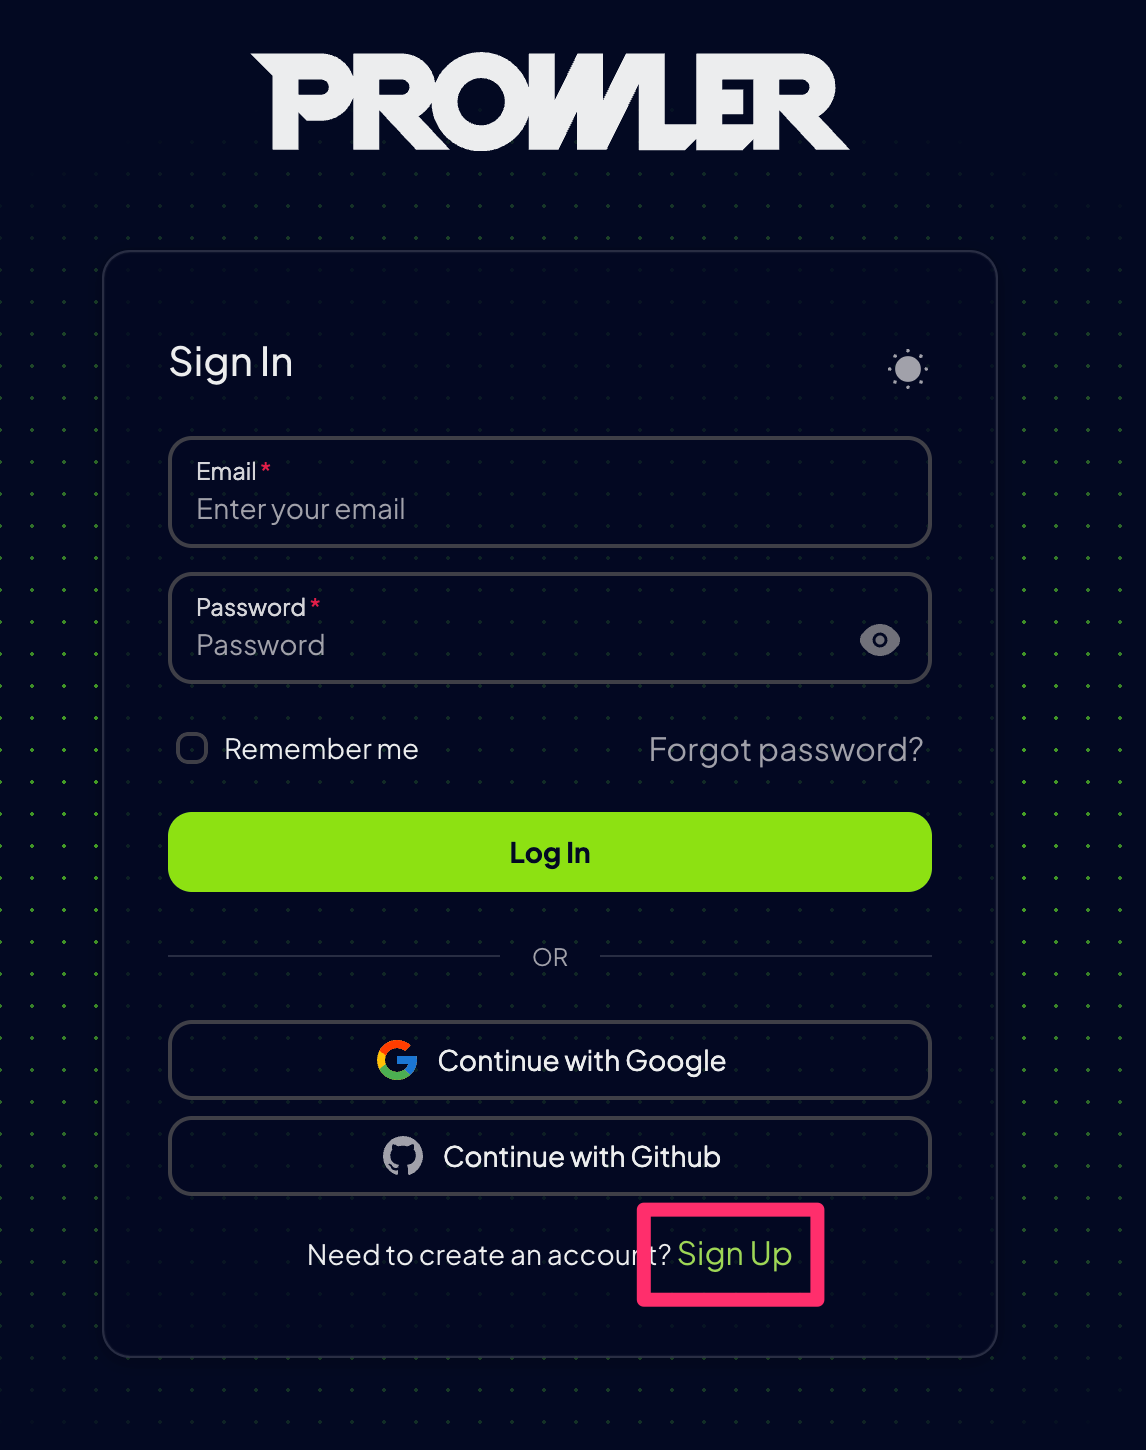 PROWLER
Sign In
Email *
Enter your email
Password *
Password
Remember me
Forgot password?
Log In
OR
Continue with Google
Continue with Github
Need to create an account? Sign Up